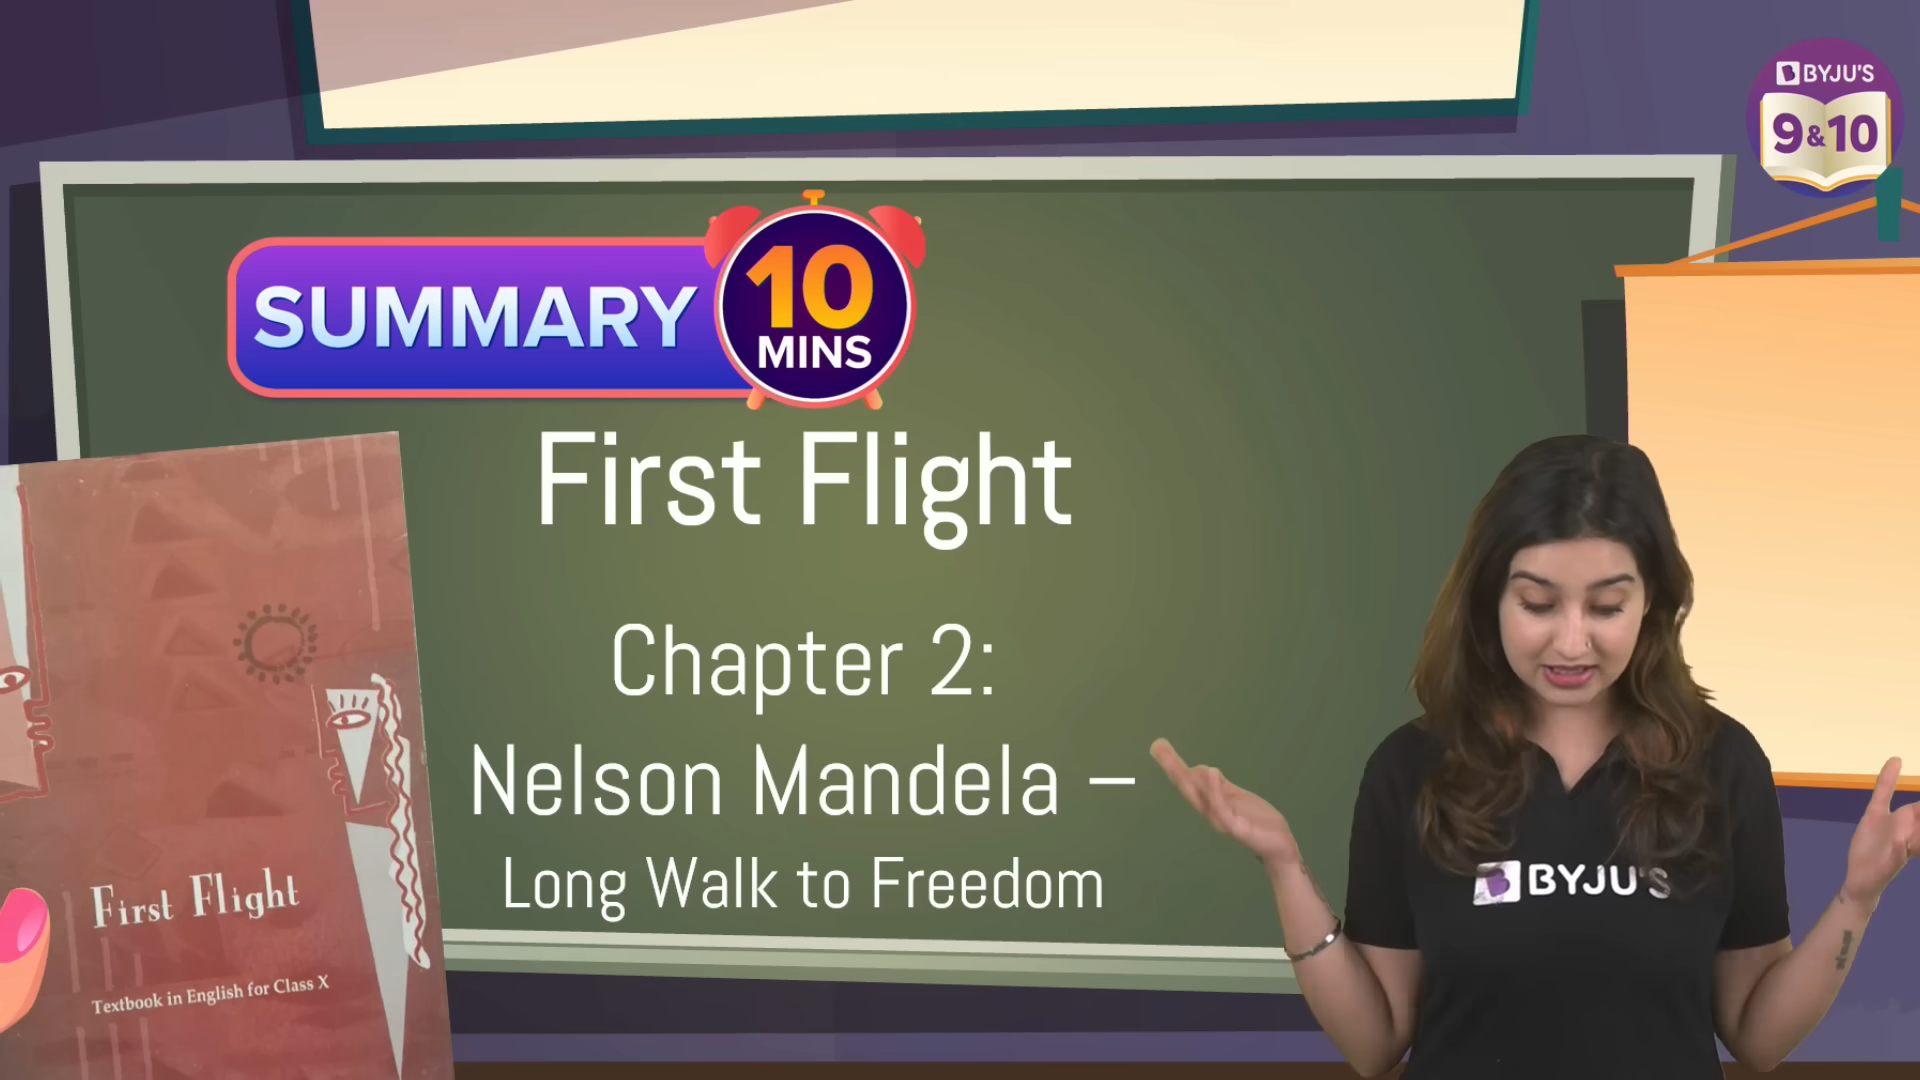 BYJU'S
9&10
SUMMARY
10
MINS
First Flight
Chapter 2:
Nelson Mandela –
Long Walk to Freedom
First Flight
Textbook in English for Class X
BYJU'S